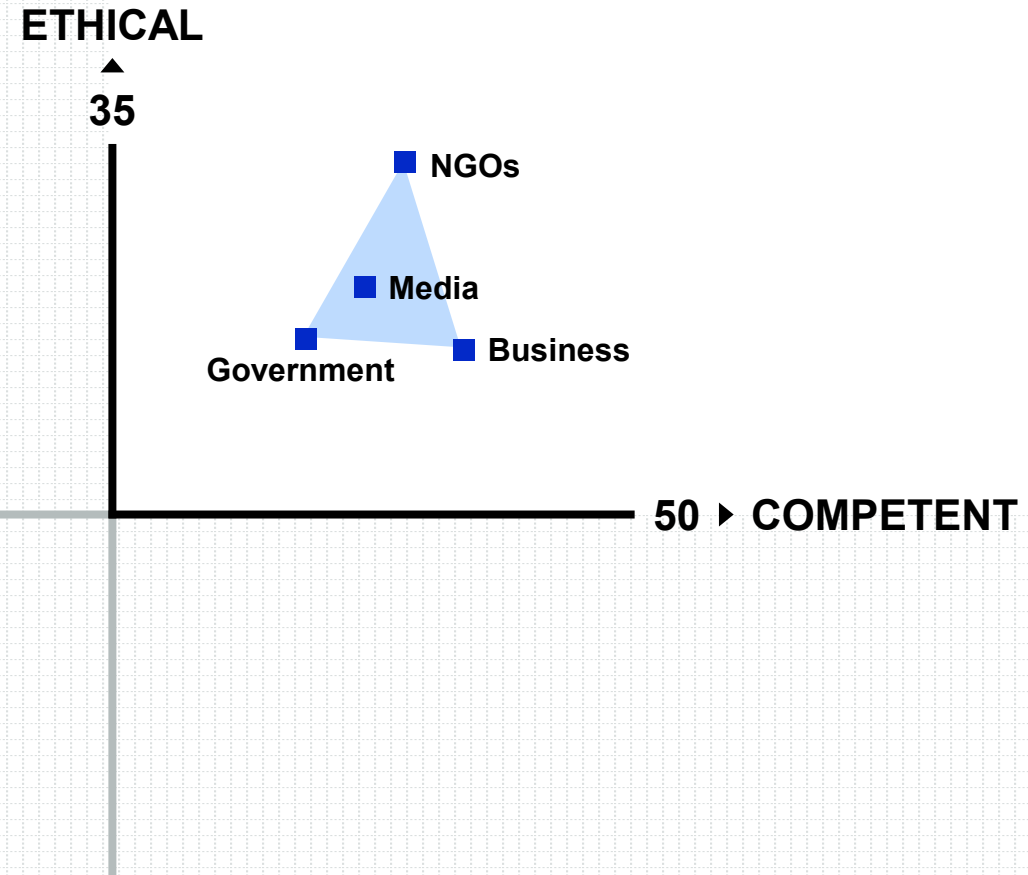 ETHICAL
35
NGOs
Media
Business
Government
50 ▶ COMPETENT